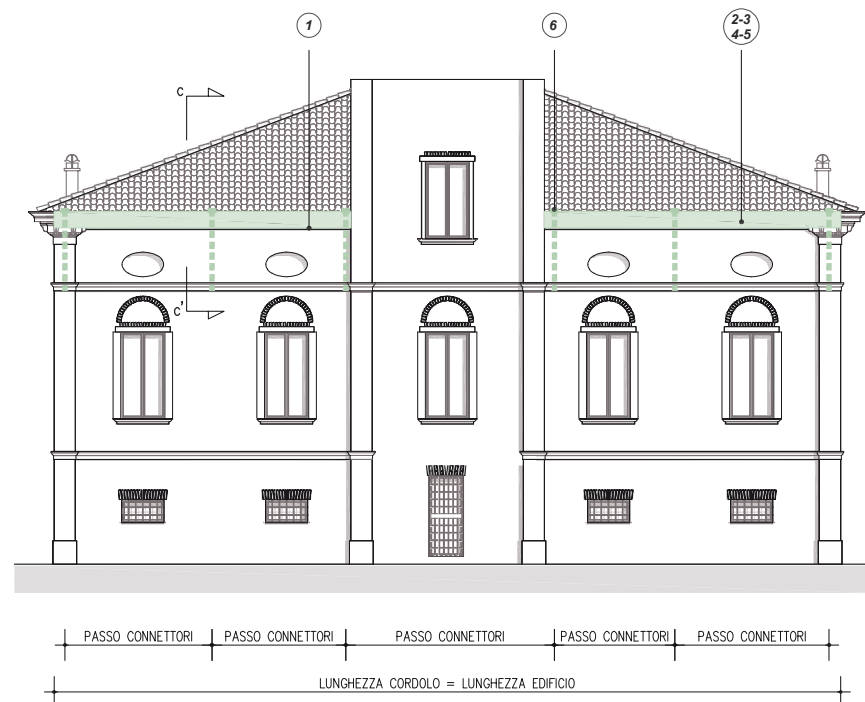 1
6
2-3
4-5
c
c'
PASSO CONNETTORI PASSO CONNETTORI PASSO CONNETTORI PASSO CONNETTORI PASSO CONNETTORI
LUNGHEZZA CORDOLO = LUNGHEZZA EDIFICIO